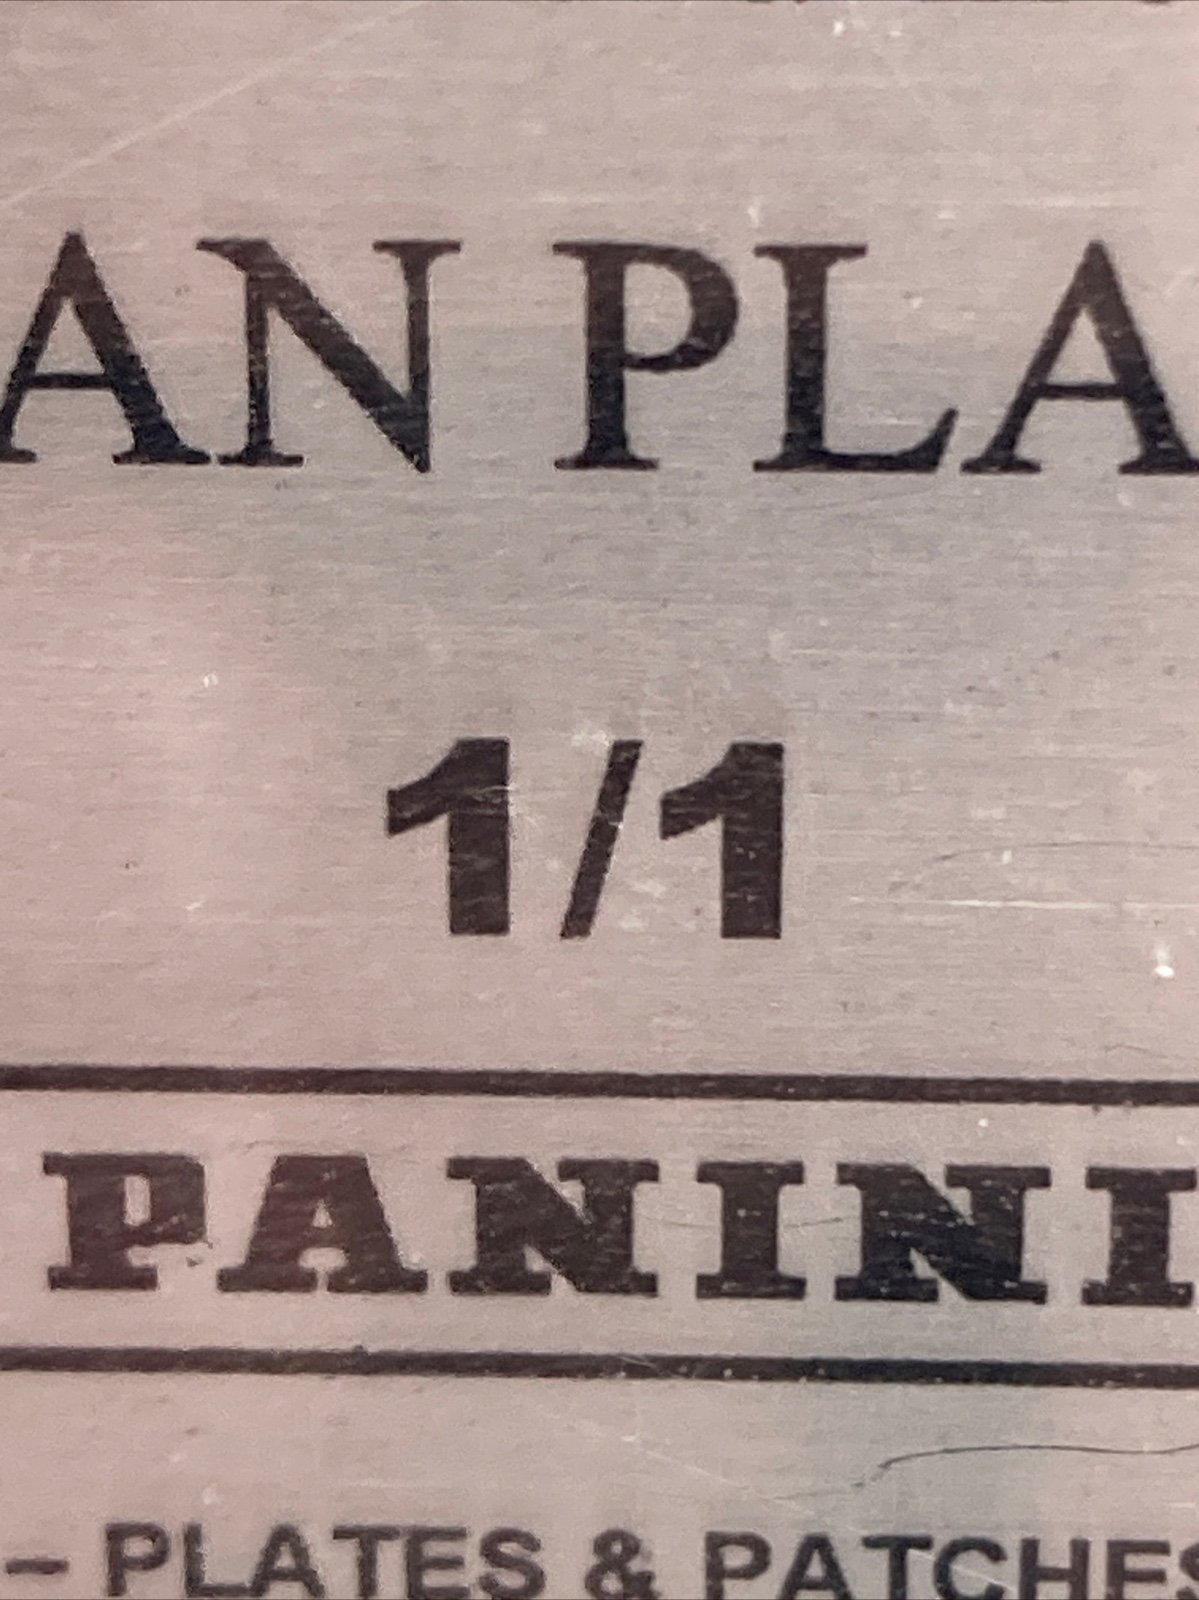 AN PLA
1/1
PANINI
– PLATES & PATCHES